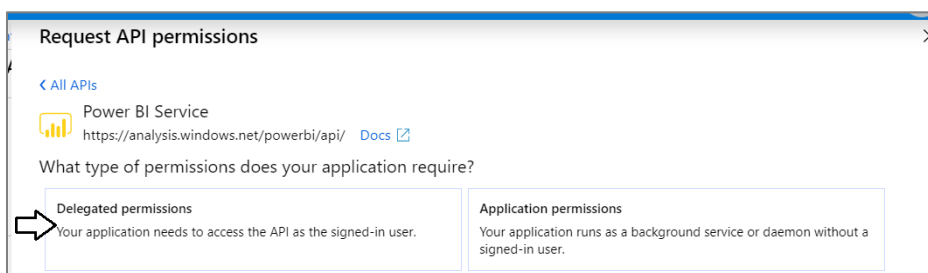 Request API permissions
All APIs
Power BI Service
https://analysis.windows.net/powerbi/api/ Docs
What type of permissions does your application require?
Delegated permissions
Your application needs to access the API as the signed-in user.
Application permissions
Your application runs as a background service or daemon without a
signed-in user.